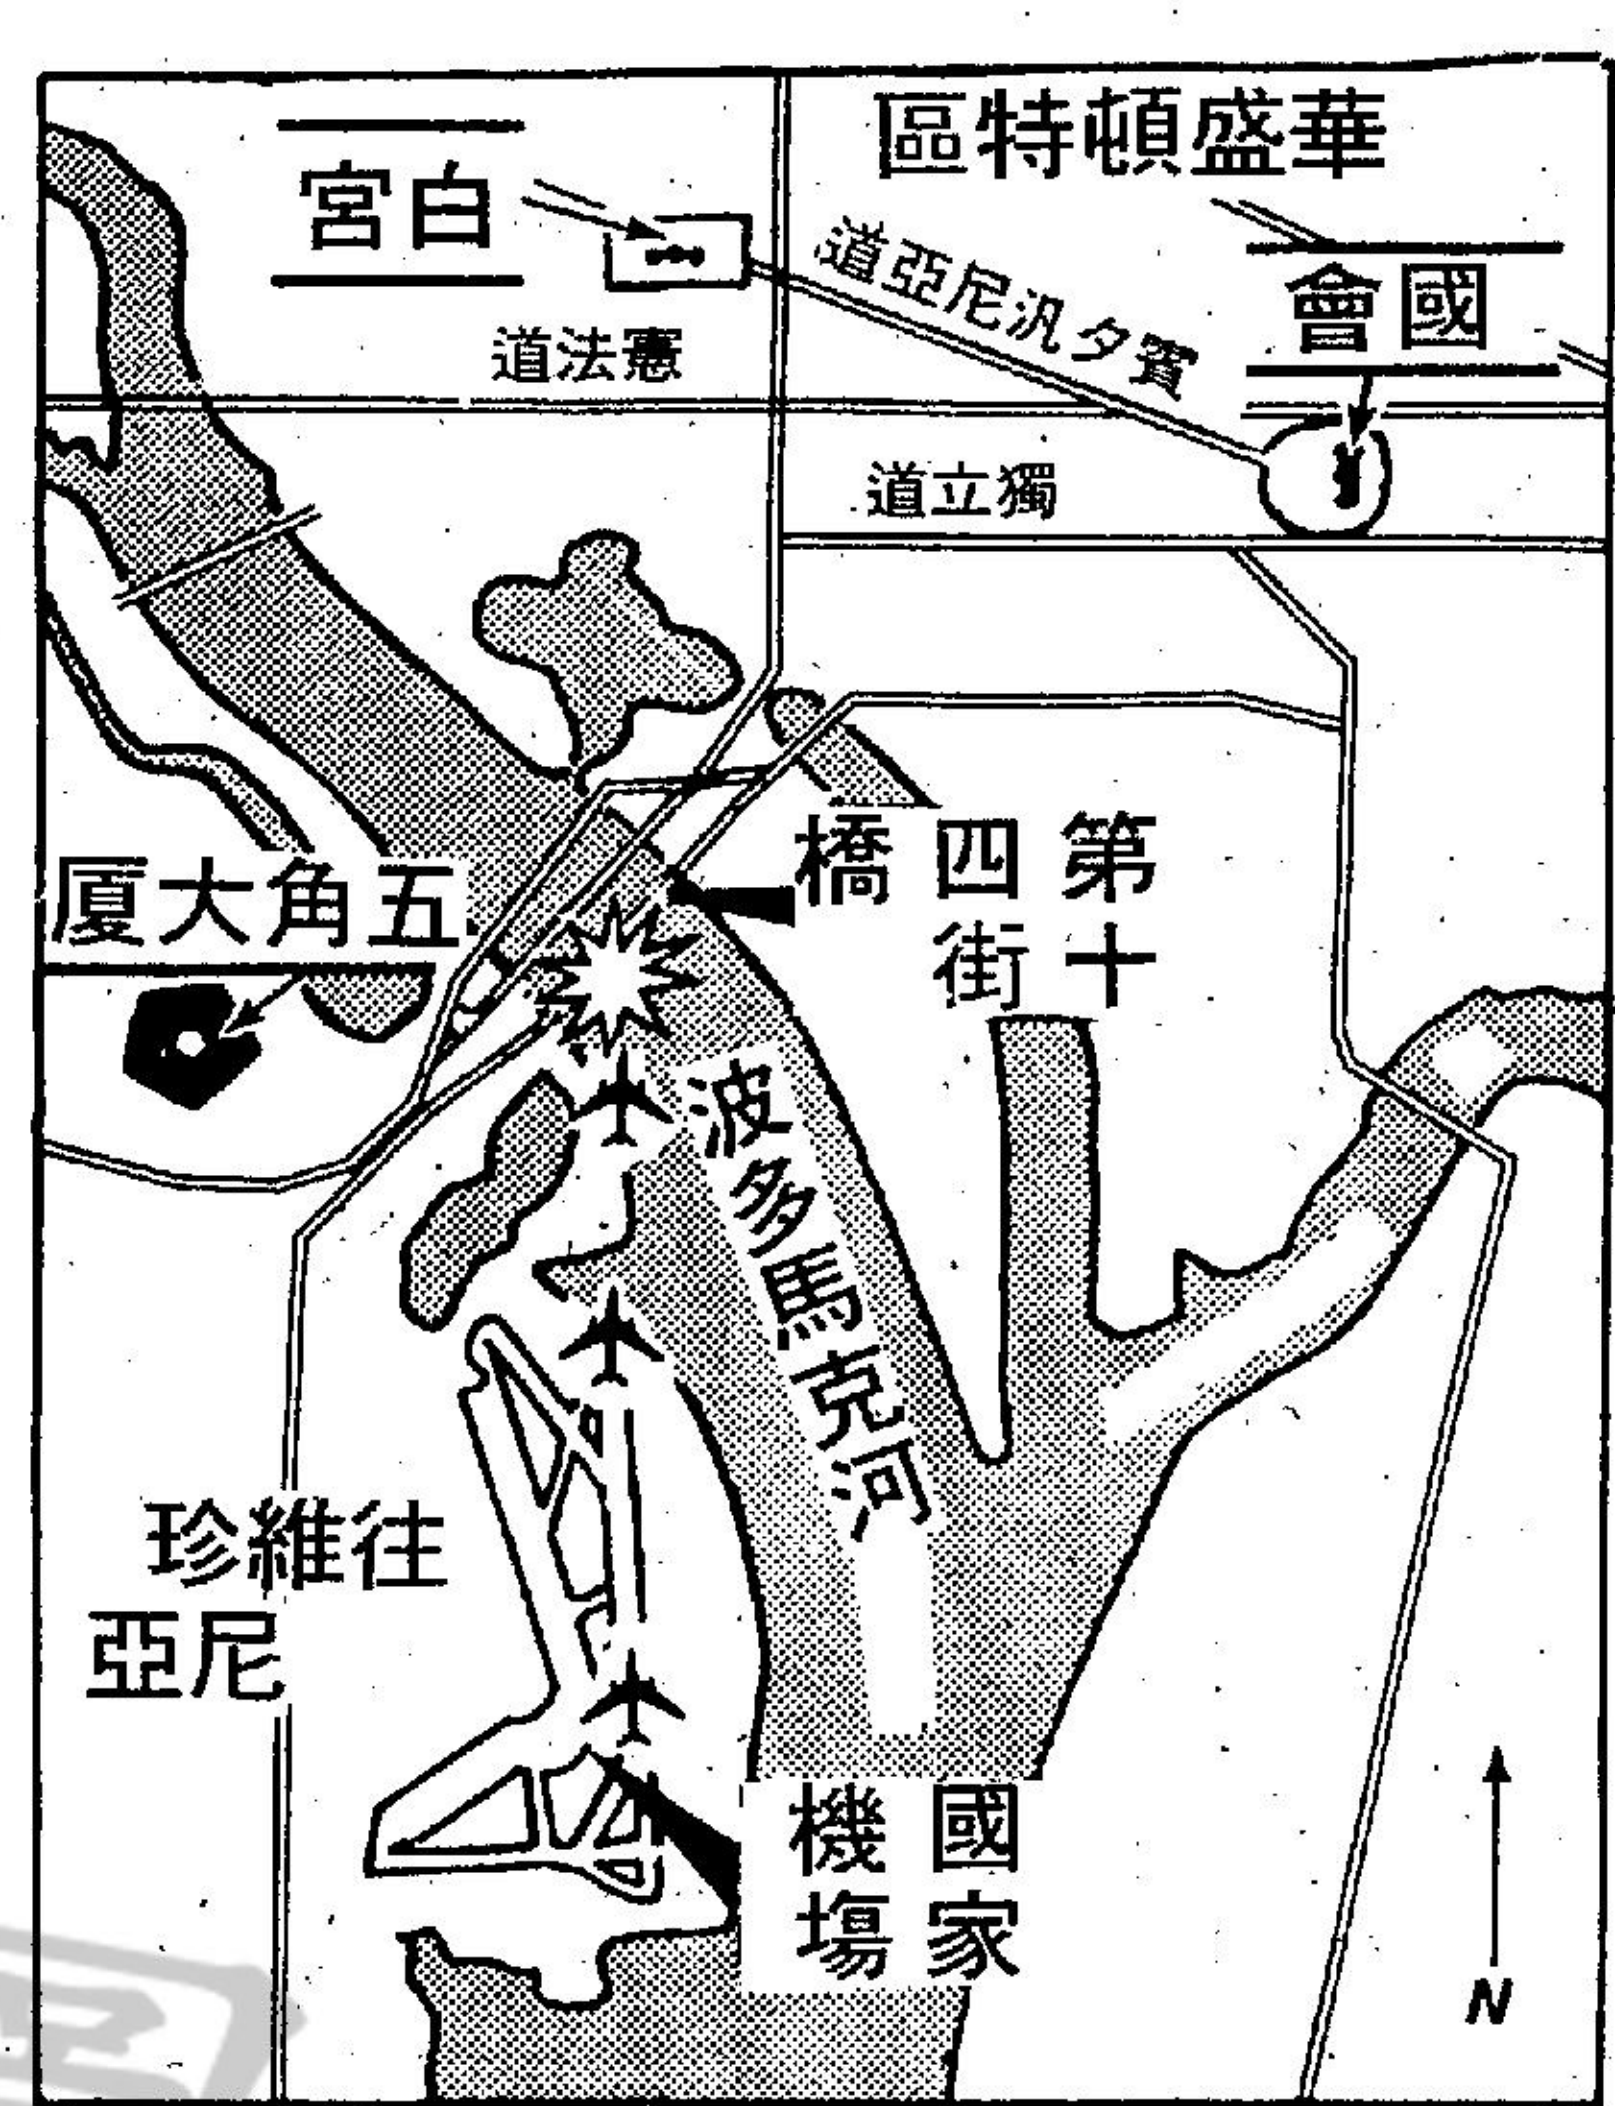 華盛頓特區
白宮
國會
賓夕汎尼亞道
憲法道
獨立道
第十
四街
橋
五角大厦
波多馬克河
往維珍
尼亞
國家
機塲
N